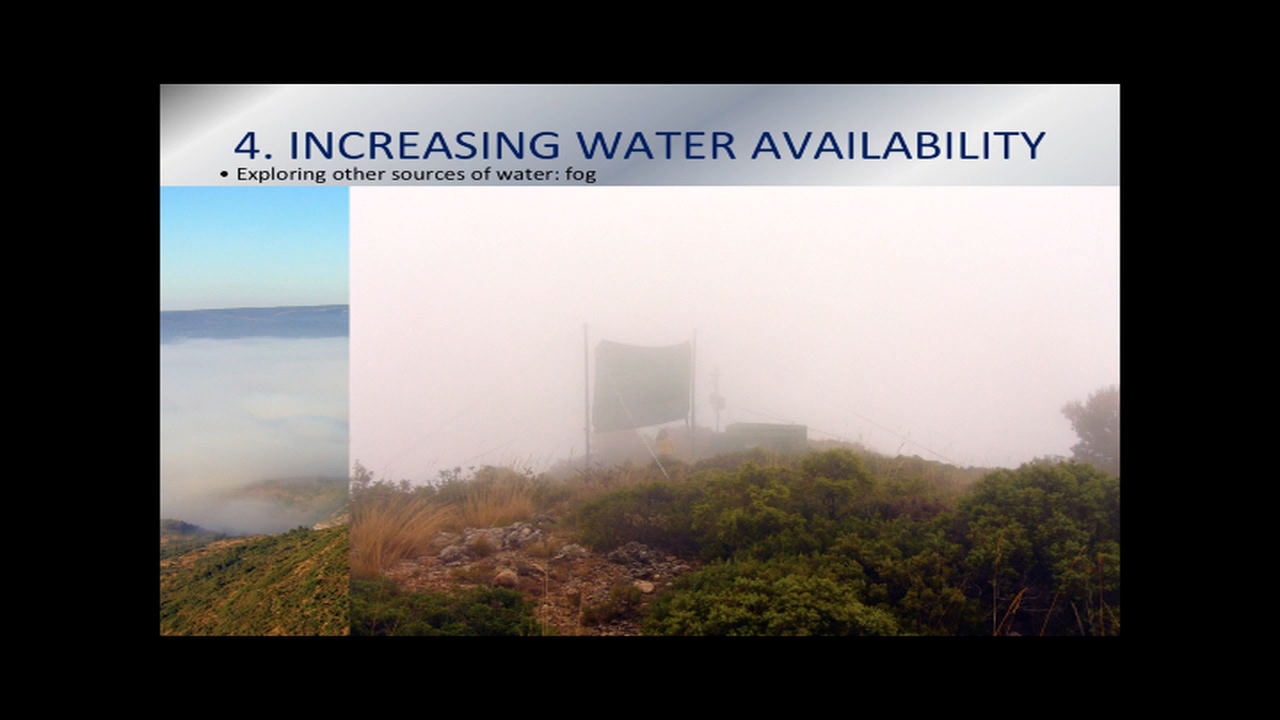 4. INCREASING WATER AVAILABILITY
• Exploring other sources of water: fog